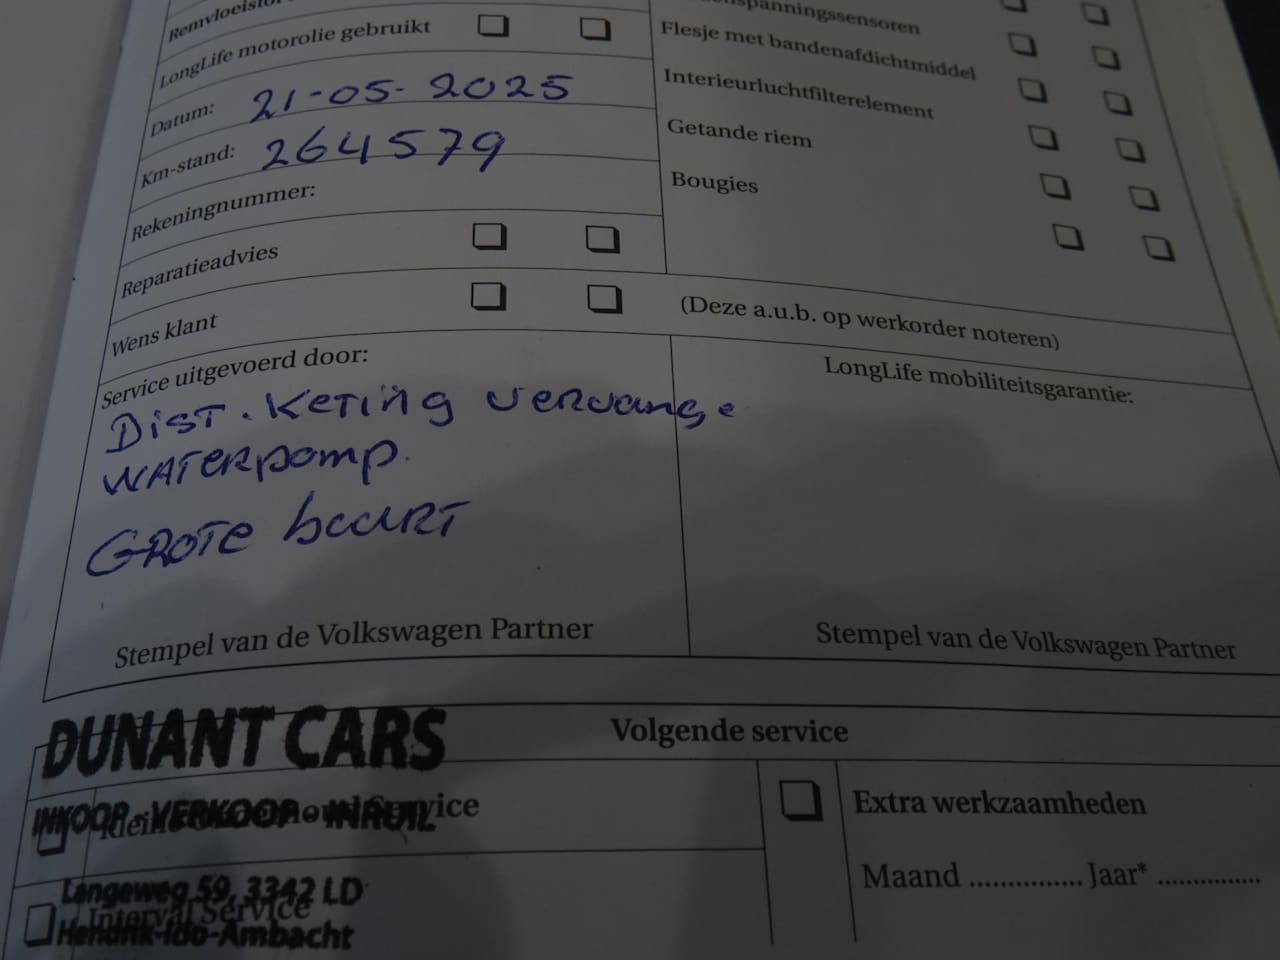 LongLife motorolie gebruikt
Datum: 21-05-2025
Km-stand: 264579
Rekeningnummer:
Reparatieadvies
Wens klant
Flesje met bandenafdichtmiddel
Interieurluchtfilterelement
Getande riem
Bougies
(Deze a.u.b. op werkorder noteren)
Service uitgevoerd door:
Dist. Keting vervange
WATERpomp.
GROTE beurt
Stempel van de Volkswagen Partner
LongLife mobiliteitsgarantie:
Stempel van de Volkswagen Partner
DUNANT CARS
INKOOP - VERKOOP - INRUIL
Langeweg 59, 3342 LD
Hendrik-Ido-Ambacht
Volgende service
Interval Service
Extra werkzaamheden
Maand ............... Jaar* ...............